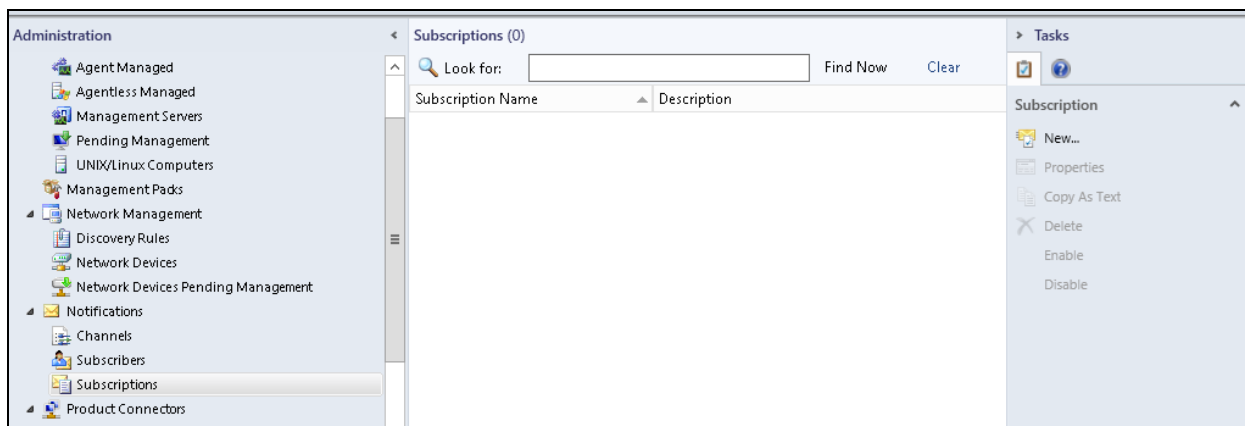 Administration
Agent Managed
Agentless Managed
Management Servers
Pending Management
UNIX/Linux Computers
Management Packs
Network Management
Discovery Rules
Network Devices
Network Devices Pending Management
Notifications
Channels
Subscribers
Subscriptions
Product Connectors
Subscriptions (0)
Look for: Find Now Clear
Subscription Name Description
Tasks
Subscription
New...
Properties
Copy As Text
Delete
Enable
Disable